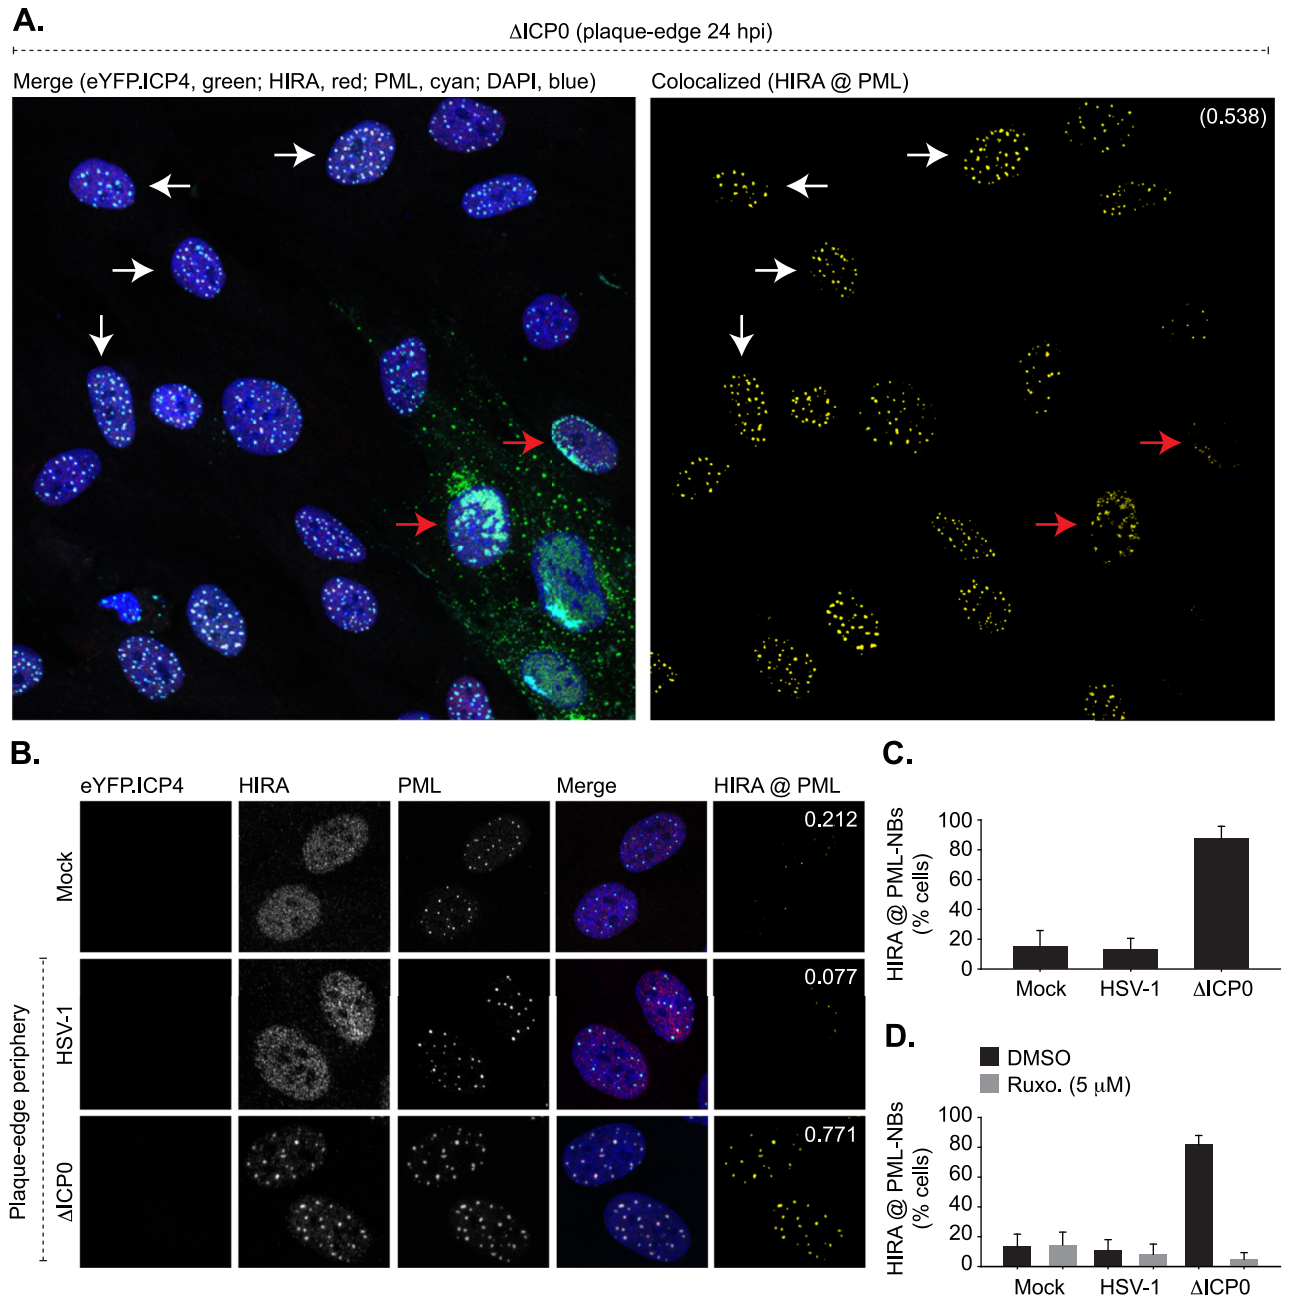 A.
ΔICP0 (plaque-edge 24 hpi)
Merge (eYFP.ICP4, green; HIRA, red; PML, cyan; DAPI, blue)
Colocalized (HIRA @ PML)
(0.538)
B.
eYFP.ICP4 HIRA PML Merge HIRA @ PML
Mock
0.212
Plaque-edge periphery
HSV-1
0.077
ΔICP0
0.771
C.
HIRA @ PML-NBs
(% cells)
100
80
60
40
20
0
Mock HSV-1 ΔICP0
D.
DMSO
Ruxo. (5 µM)
HIRA @ PML-NBs
(% cells)
100
80
60
40
20
0
Mock HSV-1 ΔICP0